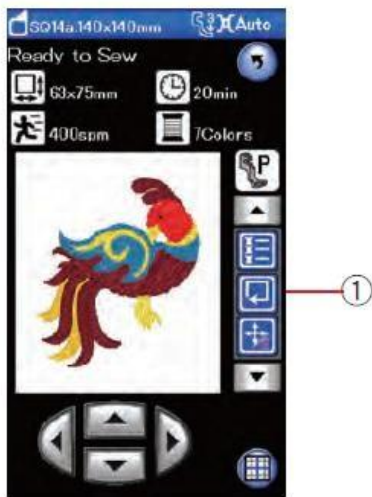 SQ14a:140x140mm Auto
Ready to Sew
63x75mm 20min
400spm 7Colors
P
1